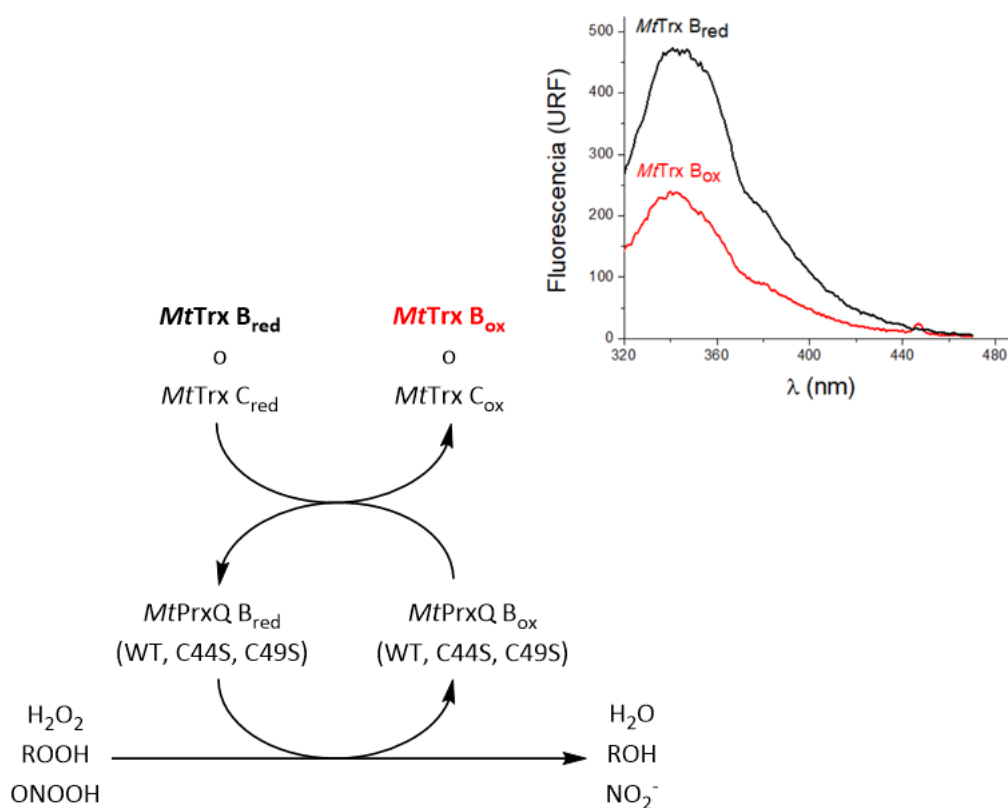 MtTrx Bred
MtTrx Box
Fluorescencia (URF)
500
400
300
200
100
0
320 360 400 440 480
λ (nm)
MtTrx Bred MtTrx Box
o o
MtTrx Cred MtTrx Cox
MtPrxQ Bred MtPrxQ Box
(WT, C44S, C49S) (WT, C44S, C49S)
H2O2 H2O
ROOH ROH
ONOOH NO2-